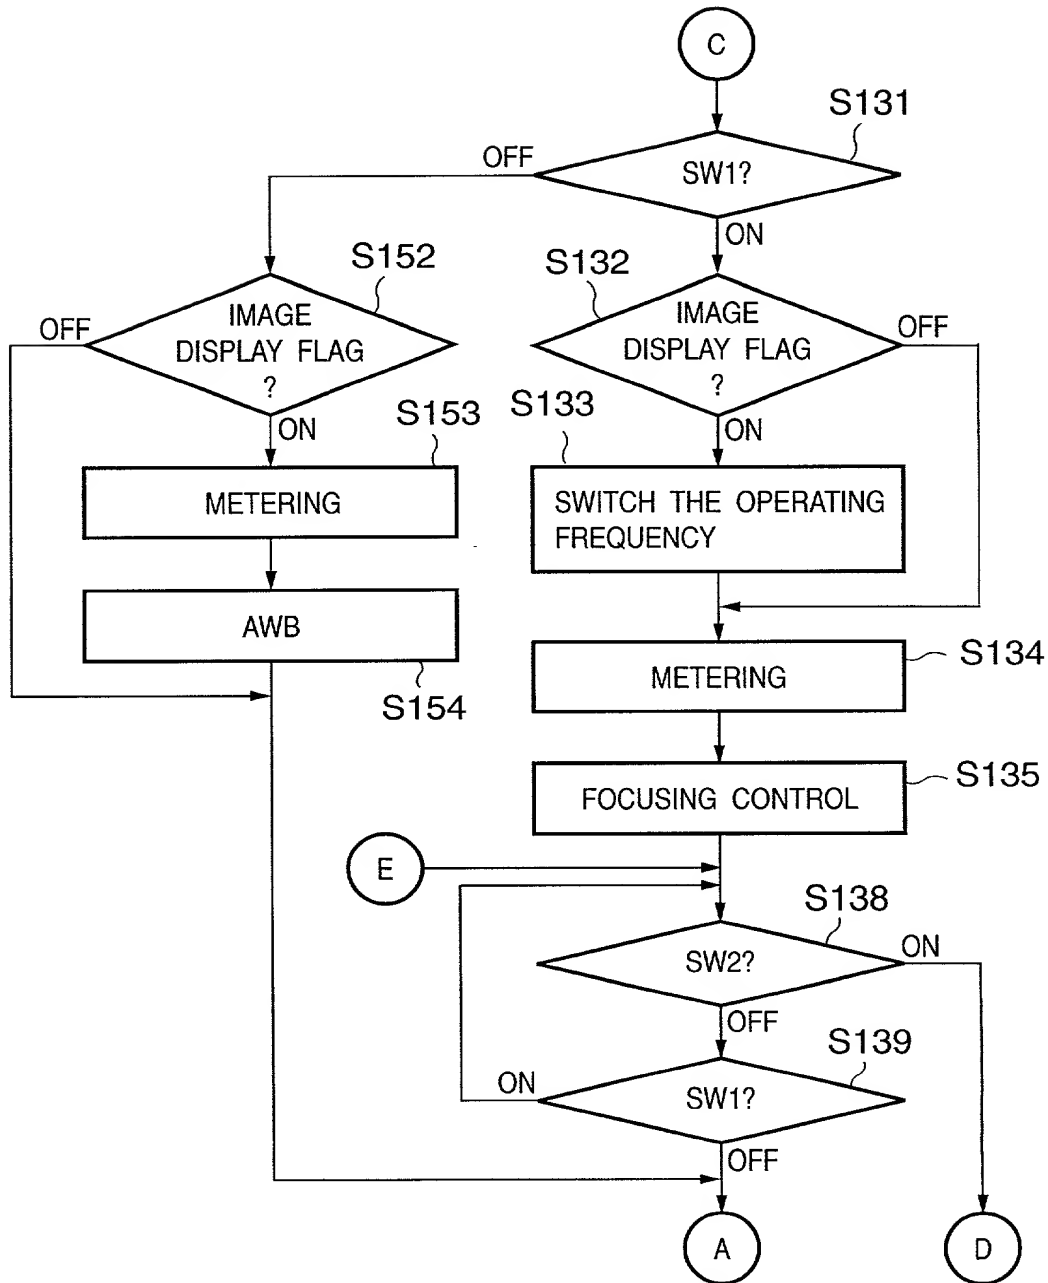 C
S131
OFF
SW1?
ON
S152
S132
OFF
IMAGE
DISPLAY FLAG
?
ON
IMAGE
DISPLAY FLAG
?
OFF
ON
S153
S133
METERING
SWITCH THE OPERATING
FREQUENCY
AWB
S154
METERING
S134
FOCUSING CONTROL
S135
E
S138
SW2?
ON
OFF
S139
ON
SW1?
OFF
A
D